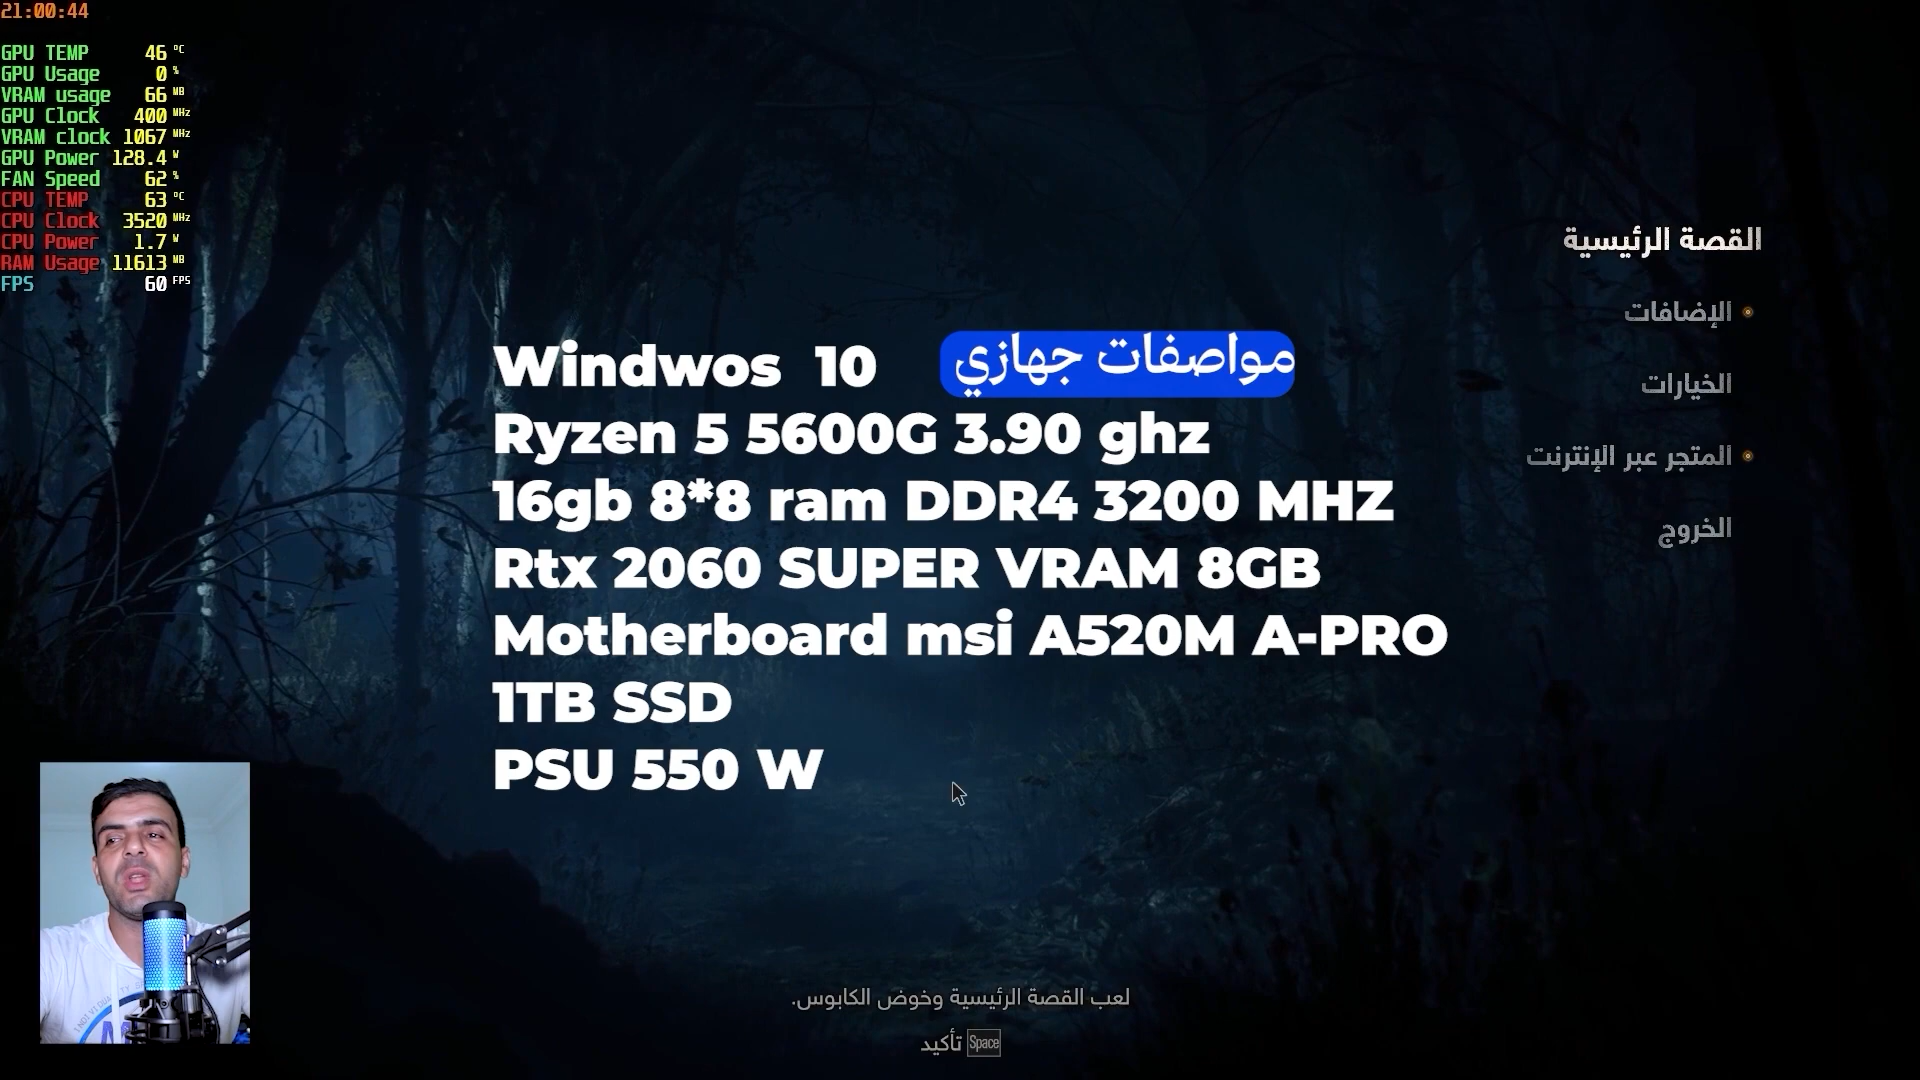 21:00:44
GPU TEMP 46 °C
GPU Usage 0 %
VRAM usage 66 MB
GPU Clock 400 MHz
VRAM clock 1067 MHz
GPU Power 128.4 W
FAN Speed 62 %
CPU TEMP 63 °C
CPU Clock 3520 MHz
CPU Power 1.7 W
RAM Usage 11613 MB
FPS 60 FPS
القصة الرئيسية
الإضافات
الخيارات
المتجر عبر الإنترنت
الخروج
مواصفات جهازي
Windwos 10
Ryzen 5 5600G 3.90 ghz
16gb 8*8 ram DDR4 3200 MHZ
Rtx 2060 SUPER VRAM 8GB
Motherboard msi A520M A-PRO
1TB SSD
PSU 550 W
لعب القصة الرئيسية وخوض الكابوس.
Space تأكيد